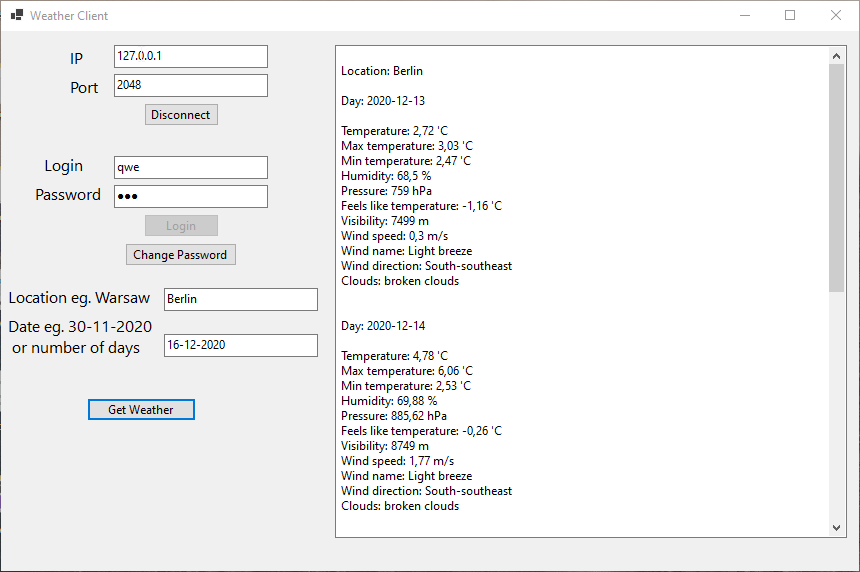 Weather Client
IP
127.0.0.1
Port
2048
Disconnect
Login
qwe
Password
●●●
Login
Change Password
Location eg. Warsaw
Berlin
Date eg. 30-11-2020
or number of days
16-12-2020
Get Weather
Location: Berlin
Day: 2020-12-13
Temperature: 2,72 'C
Max temperature: 3,03 'C
Min temperature: 2,47 'C
Humidity: 68,5 %
Pressure: 759 hPa
Feels like temperature: -1,16 'C
Visibility: 7499 m
Wind speed: 0,3 m/s
Wind name: Light breeze
Wind direction: South-southeast
Clouds: broken clouds
Day: 2020-12-14
Temperature: 4,78 'C
Max temperature: 6,06 'C
Min temperature: 2,53 'C
Humidity: 69,88 %
Pressure: 885,62 hPa
Feels like temperature: -0,26 'C
Visibility: 8749 m
Wind speed: 1,77 m/s
Wind name: Light breeze
Wind direction: South-southeast
Clouds: broken clouds